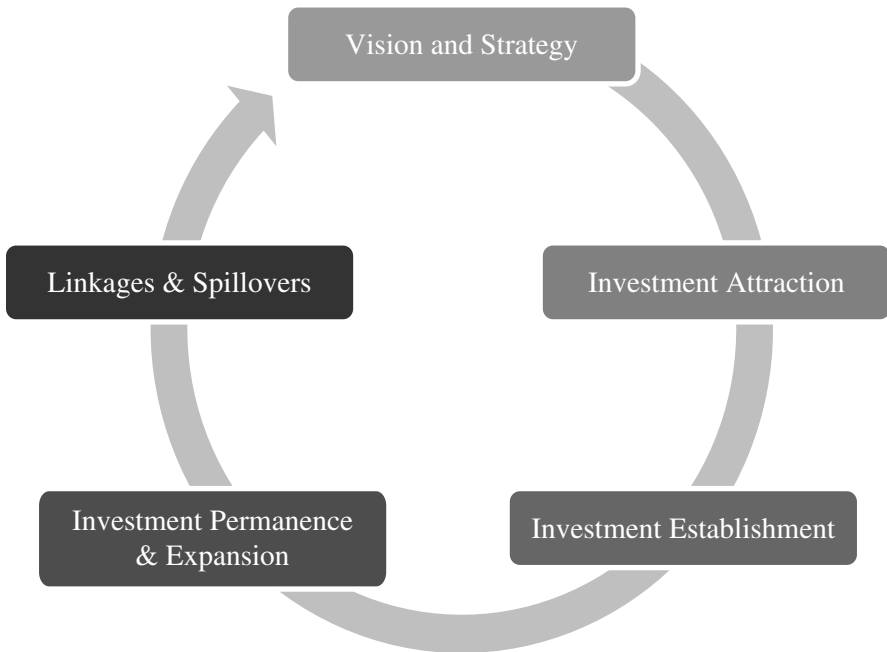 Vision and Strategy
Investment Attraction
Investment Establishment
Investment Permanence
& Expansion
Linkages & Spillovers